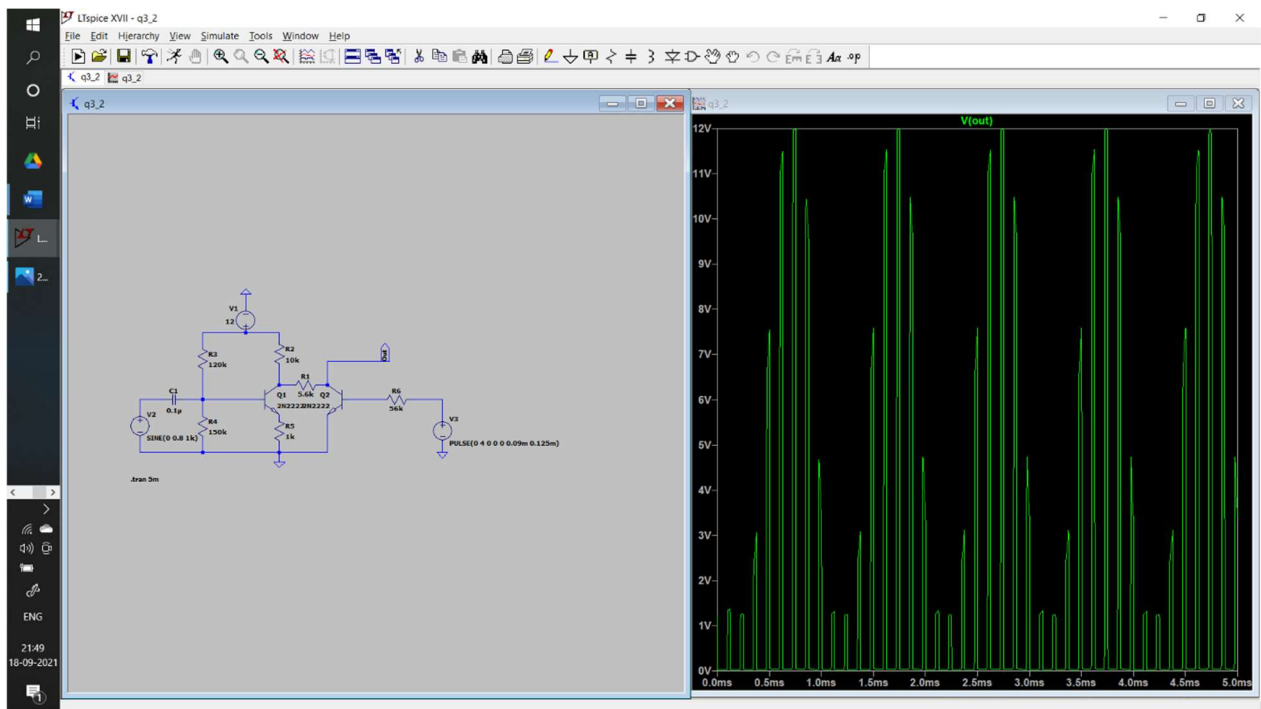 LTspice XVII - q3_2
File Edit Hierarchy View Simulate Tools Window Help
q3_2 q3_2
q3_2
q3_2
V(out)
12V
11V
10V
9V
8V
7V
6V
5V
4V
3V
2V
1V
0V
0.0ms 0.5ms 1.0ms 1.5ms 2.0ms 2.5ms 3.0ms 3.5ms 4.0ms 4.5ms 5.0ms
V1
12
R3
120k
R2
10k
Out
R1
5.6k
Q1
2N2222
Q2
2N2222
C1
0.1µ
R6
56k
V2
SINE(0 0.8 1k)
R4
150k
R5
1k
V3
PULSE(0 4 0 0 0 0.09m 0.125m)
.tran 5m
L...
2...
ENG
21:49
18-09-2021
1